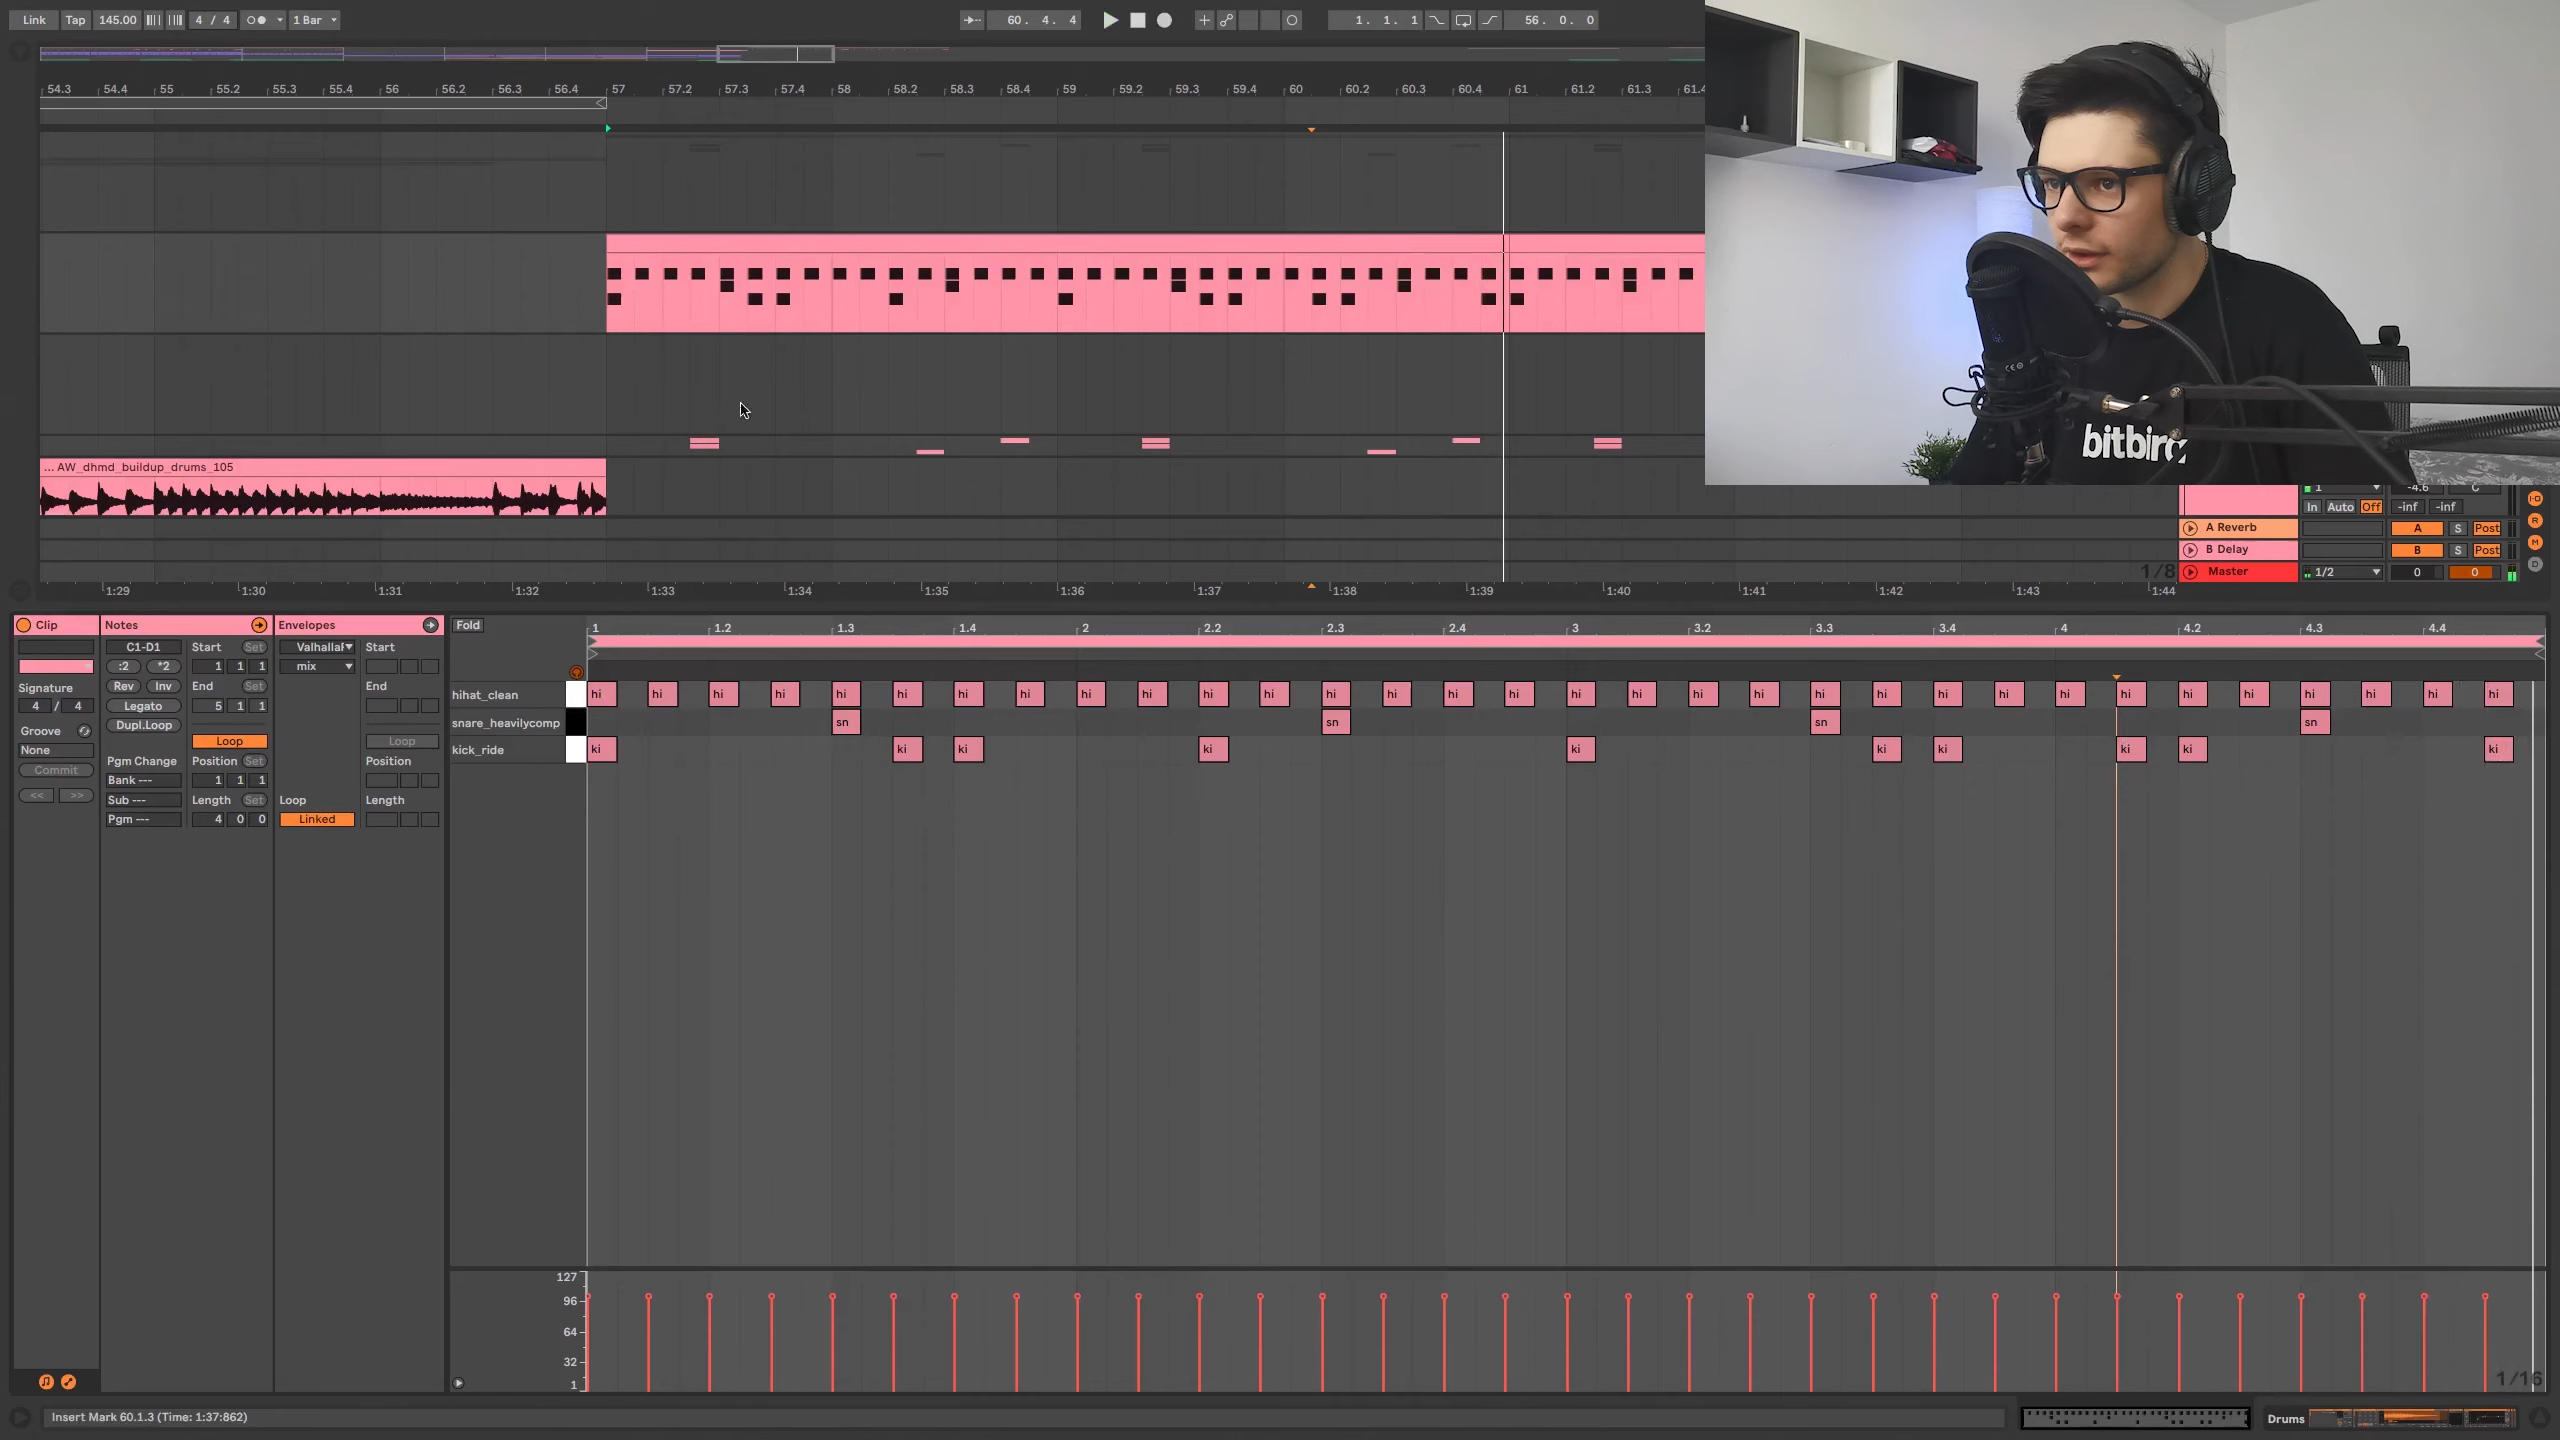 Link Tap 145.00 4 / 4 1 Bar 60. 4. 4 1. 1. 1 56. 0. 0
54.3 54.4 55 55.2 55.3 55.4 56 56.2 56.3 56.4 57 57.2 57.3 57.4 58 58.2 58.3 58.4 59 59.2 59.3 59.4 60 60.2 60.3 60.4 61 61.2 61.3 61.4
bitbird
... AW_dhmd_buildup_drums_105
1 -4.6 C
In Auto Off -inf -inf
A Reverb A S Post
B Delay B S Post
1/8 Master 1/2 0 0
1:29 1:30 1:31 1:32 1:33 1:34 1:35 1:36 1:37 1:38 1:39 1:40 1:41 1:42 1:43 1:44
Clip Notes Envelopes Fold 1 1.2 1.3 1.4 2 2.2 2.3 2.4 3 3.2 3.3 3.4 4 4.2 4.3 4.4
C1-D1 Start Set Start
:2 *2 1 1 1 mix
Signature Rev Inv End Set End
4 / 4 Legato 5 1 1
Groove Dupl.Loop
None Loop Loop
Commit Pgm Change Position Set Position
<< >> Bank --- 1 1 1
Sub --- Length Set Loop Length
Pgm --- 4 0 0 Linked
hihat_clean hi hi hi hi hi hi hi hi hi hi hi hi hi hi hi hi hi hi hi hi hi hi hi hi hi hi hi hi hi hi hi hi
snare_heavilycomp sn sn sn sn
kick_ride ki ki ki ki ki ki ki ki ki ki
127
96
64
32
1
1/16
Insert Mark 60.1.3 (Time: 1:37:862) Drums